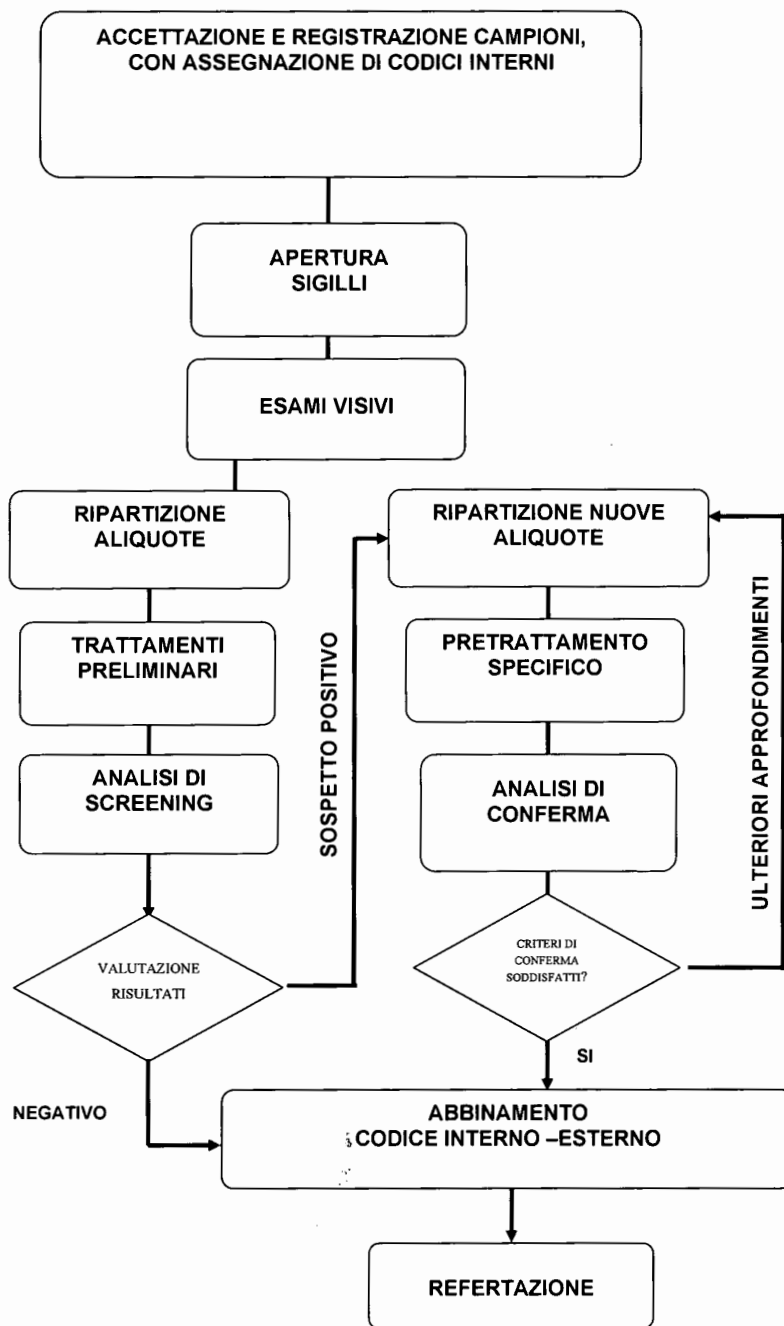 ACCETTAZIONE E REGISTRAZIONE CAMPIONI,
CON ASSEGNAZIONE DI CODICI INTERNI
APERTURA
SIGILLI
ESAMI VISIVI
RIPARTIZIONE
ALIQUOTE
TRATTAMENTI
PRELIMINARI
ANALISI DI
SCREENING
VALUTAZIONE
RISULTATI
NEGATIVO
SOSPETTO POSITIVO
RIPARTIZIONE NUOVE
ALIQUOTE
PRETRATTAMENTO
SPECIFICO
ANALISI DI
CONFERMA
CRITERI DI
CONFERMA
SODDISFATTI?
ULTERIORI APPROFONDIMENTI
SI
ABBINAMENTO
CODICE INTERNO –ESTERNO
REFERTAZIONE